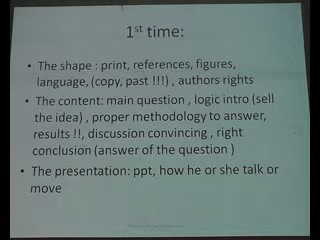 1st time:
• The shape : print, references, figures,
language, (copy, past !!!) , authors rights
• The content: main question , logic intro (sell
the idea) , proper methodology to answer,
results !!, discussion convincing , right
conclusion (answer of the question )
• The presentation: ppt, how he or she talk or
move